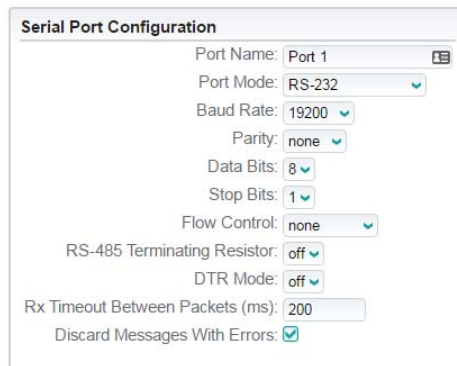 Serial Port Configuration
Port Name: Port 1
Port Mode: RS-232
Baud Rate: 19200
Parity: none
Data Bits: 8
Stop Bits: 1
Flow Control: none
RS-485 Terminating Resistor: off
DTR Mode: off
Rx Timeout Between Packets (ms): 200
Discard Messages With Errors: